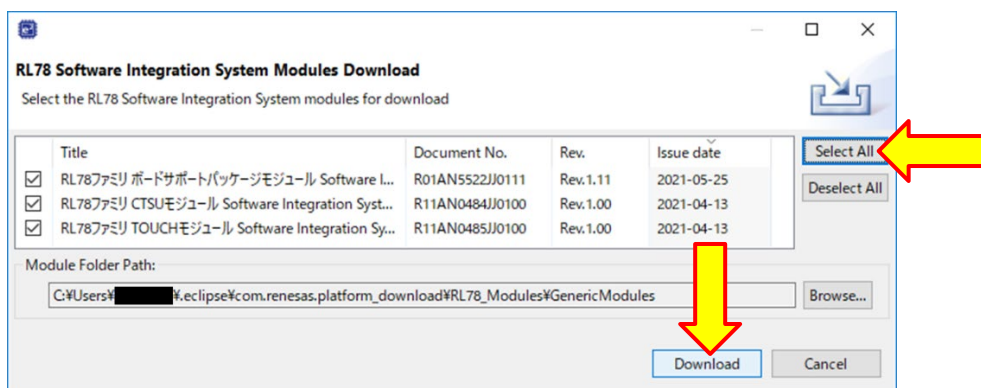 RL78 Software Integration System Modules Download
Select the RL78 Software Integration System modules for download
Title Document No. Rev. Issue date
Select All
RL78ファミリ ボードサポートパッケージモジュール Software I... R01AN5522JJ0111 Rev.1.11 2021-05-25
Deselect All
RL78ファミリ CTSUモジュール Software Integration Syst... R11AN0484JJ0100 Rev.1.00 2021-04-13
RL78ファミリ TOUCHモジュール Software Integration Sy... R11AN0485JJ0100 Rev.1.00 2021-04-13
Module Folder Path:
C:¥Users¥ ¥.eclipse¥com.renesas.platform_download¥RL78_Modules¥GenericModules Browse...
Download Cancel